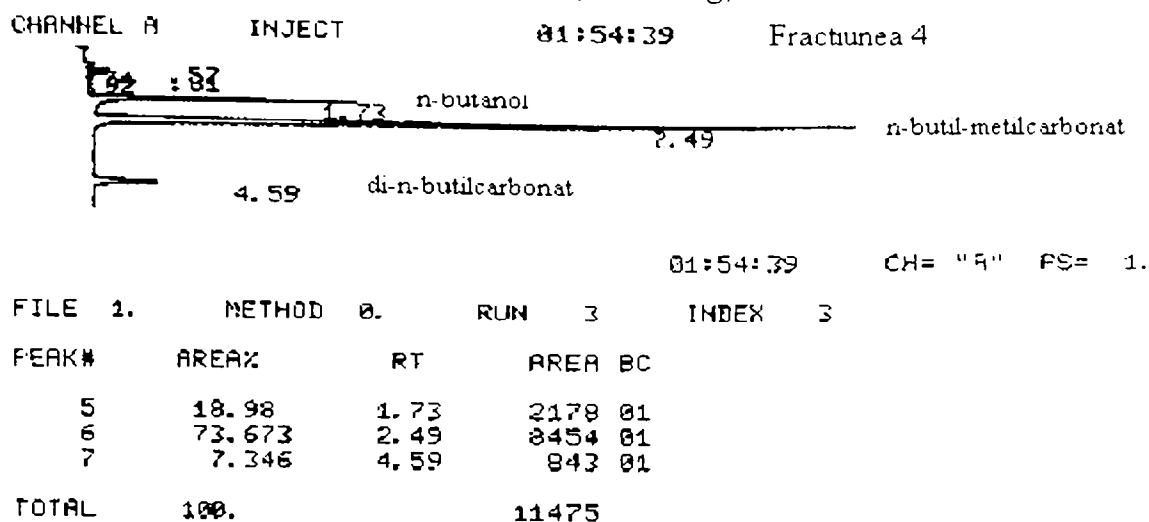 CHANNEL A INJECT 01:54:39 Fractiunea 4
.57
.81
n-butanol
1.73
n-butil-metilcarbonat
2.49
4.59 di-n-butilcarbonat
01:54:39 CH= "A" PS= 1.
FILE 1. METHOD 0. RUN 3 INDEX 3
PEAK# AREA% RT AREA BC
5 18.98 1.73 2178 01
6 73.673 2.49 8454 01
7 7.346 4.59 843 01
TOTAL 100. 11475